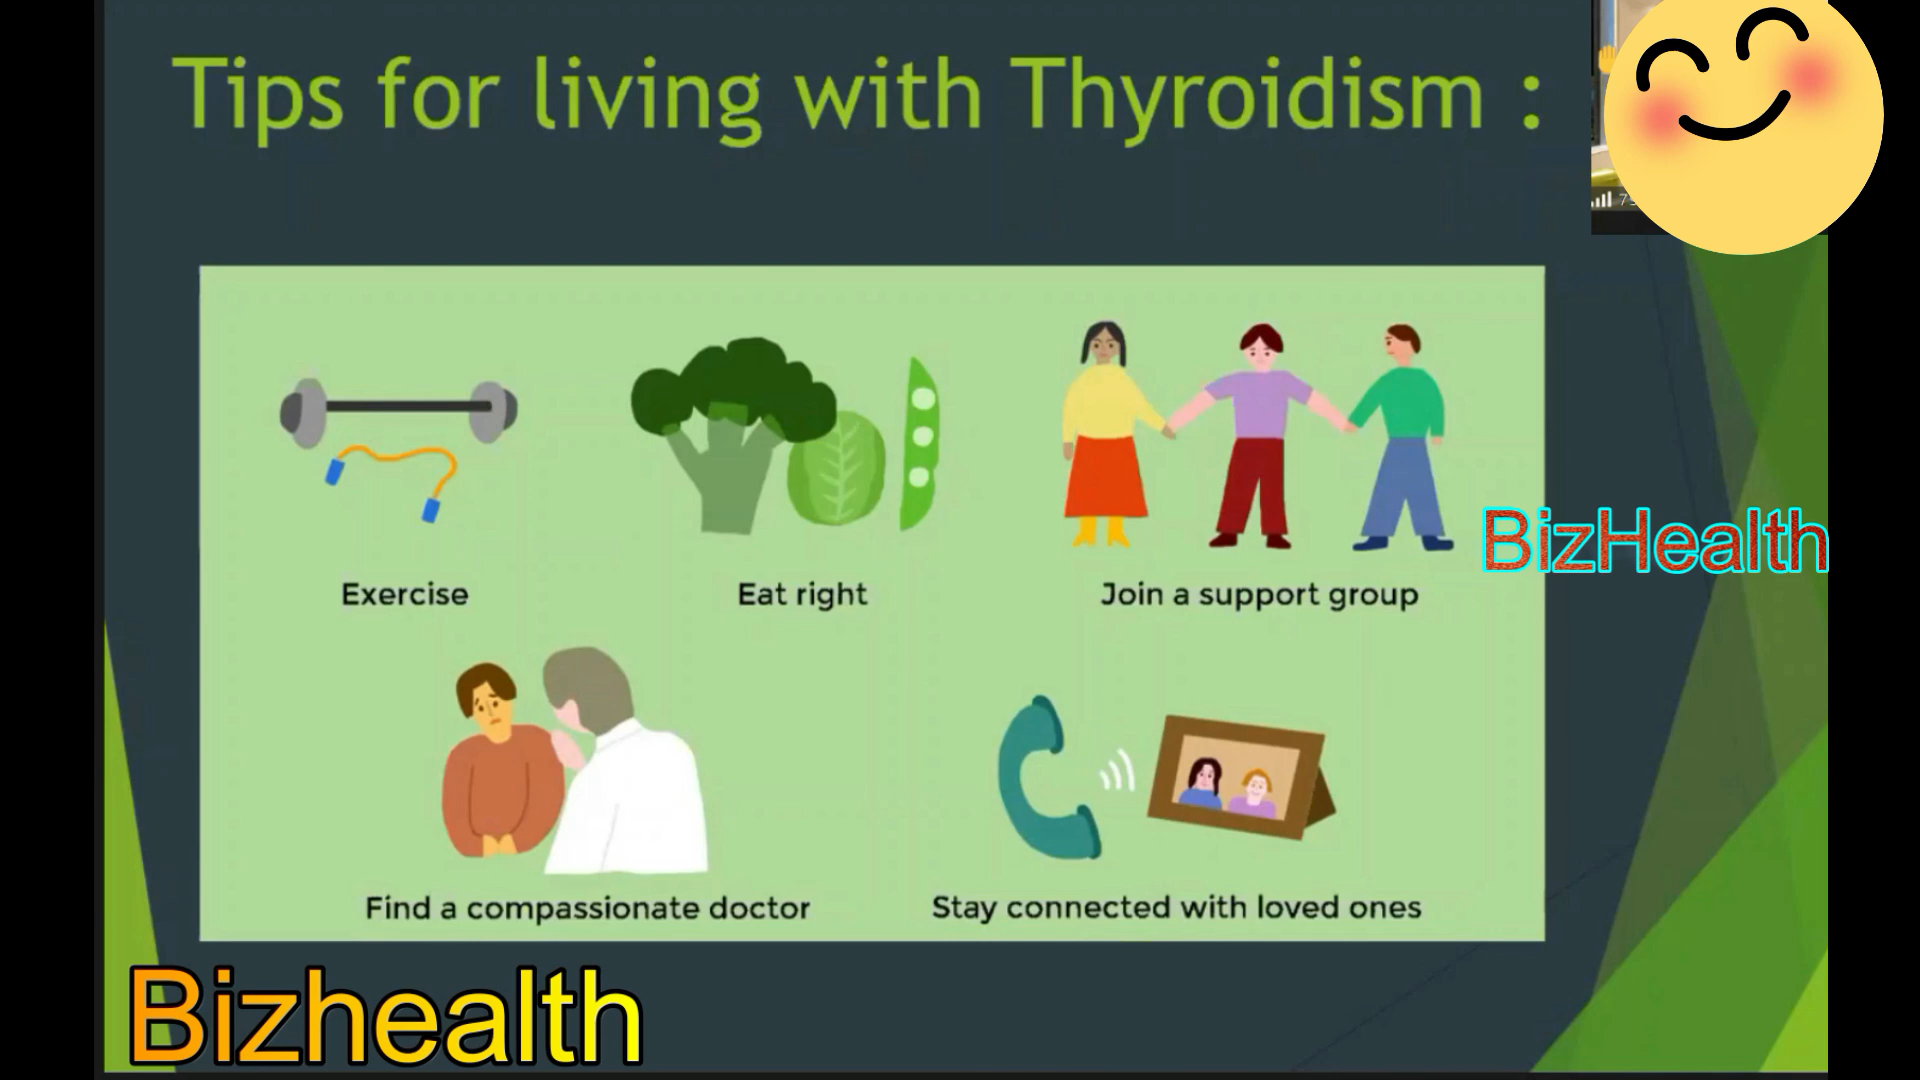 Tips for living with Thyroidism :
Exercise
Eat right
Join a support group
BizHealth
Find a compassionate doctor
Stay connected with loved ones
Bizhealth